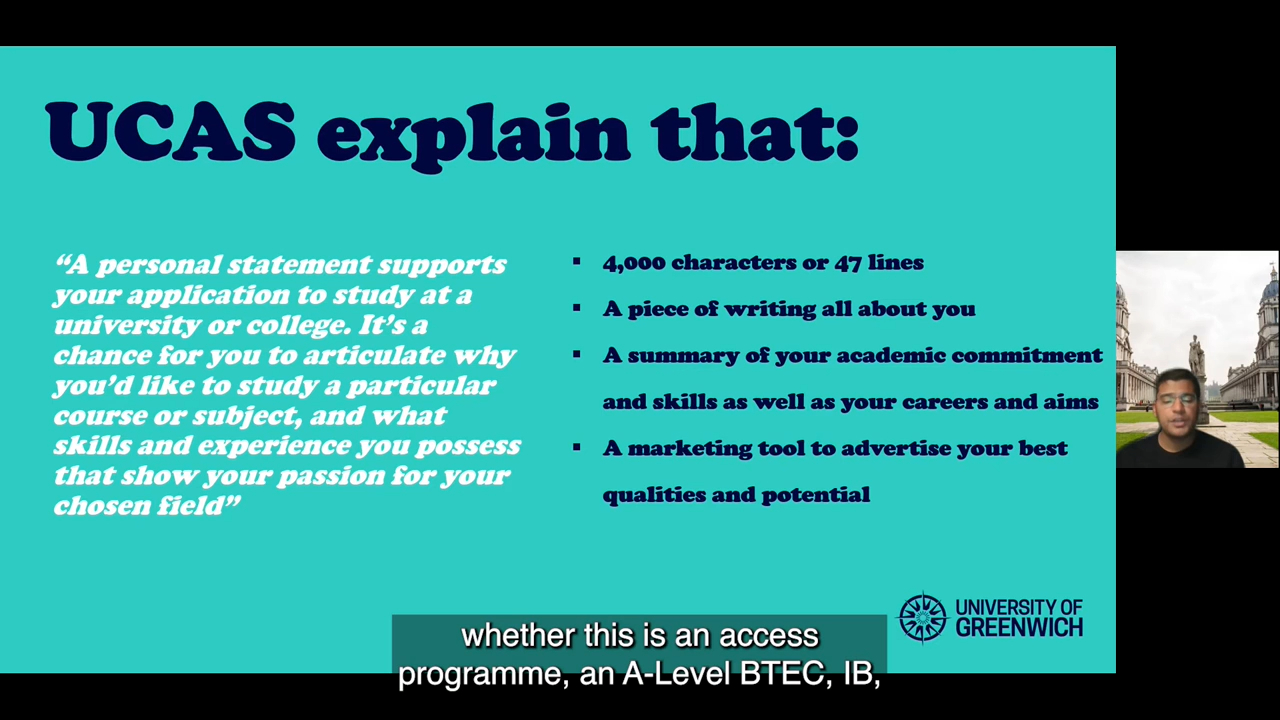 UCAS explain that:
“A personal statement supports
your application to study at a
university or college. It’s a
chance for you to articulate why
you’d like to study a particular
course or subject, and what
skills and experience you possess
that show your passion for your
chosen field”
▪ 4,000 characters or 47 lines
▪ A piece of writing all about you
▪ A summary of your academic commitment
and skills as well as your careers and aims
▪ A marketing tool to advertise your best
qualities and potential
UNIVERSITY OF
GREENWICH
whether this is an access
programme, an A-Level BTEC, IB,